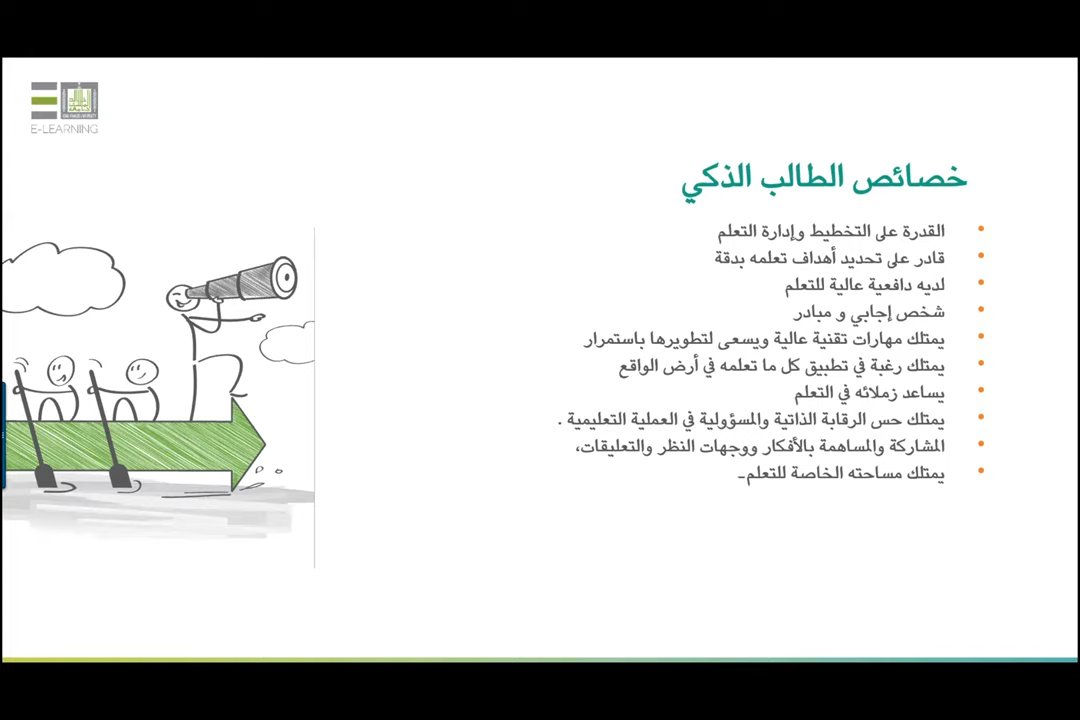 E-LEARNING
خصائص الطالب الذكي
القدرة على التخطيط وإدارة التعلم
قادر على تحديد أهداف تعلمه بدقة
لديه دافعية عالية للتعلم
شخص إجابي و مبادر
يمتلك مهارات تقنية عالية ويسعى لتطويرها باستمرار
يمتلك رغبة في تطبيق كل ما تعلمه في أرض الواقع
يساعد زملائه في التعلم
يمتلك حس الرقابة الذاتية والمسؤولية في العملية التعليمية .
المشاركة والمساهمة بالأفكار ووجهات النظر والتعليقات،
يمتلك مساحته الخاصة للتعلم-